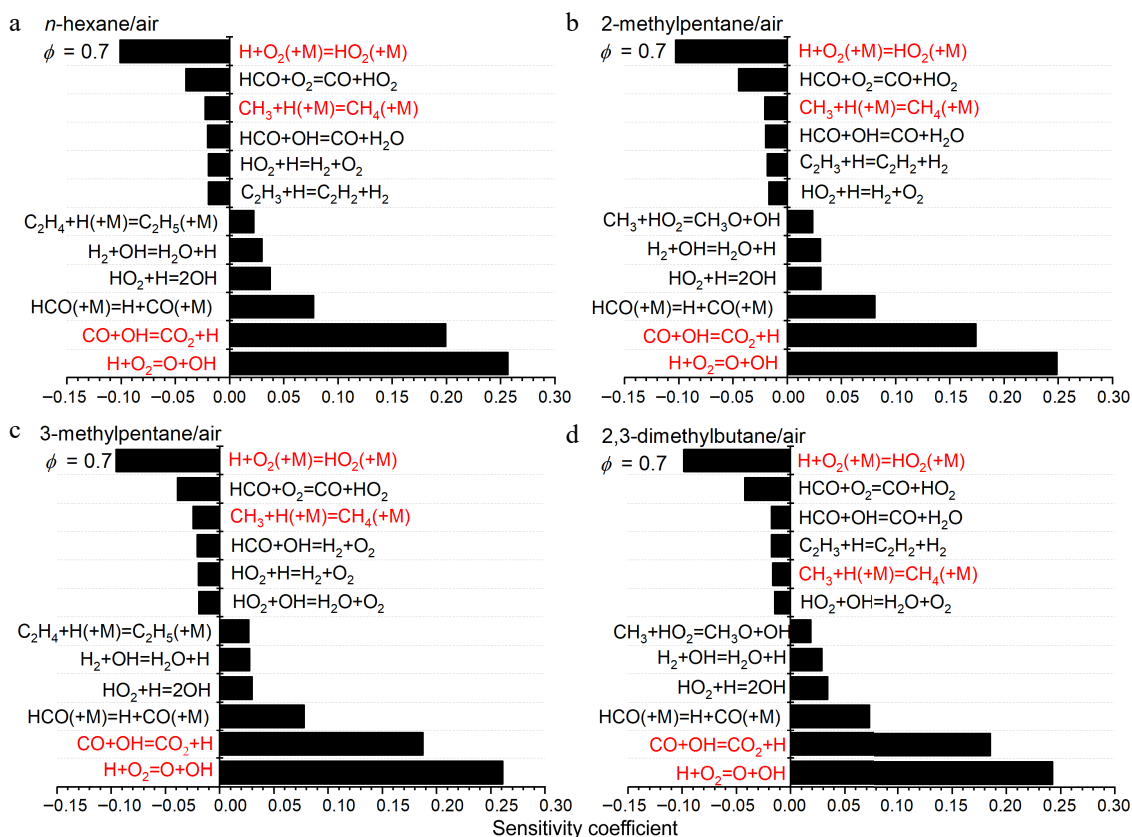 a
n-hexane/air
ϕ = 0.7
H+O₂(+M)=HO₂(+M)
HCO+O₂=CO+HO₂
CH₃+H(+M)=CH₄(+M)
HCO+OH=CO+H₂O
HO₂+H=H₂+O₂
C₂H₃+H=C₂H₂+H₂
C₂H₄+H(+M)=C₂H₅(+M)
H₂+OH=H₂O+H
HO₂+H=2OH
HCO(+M)=H+CO(+M)
CO+OH=CO₂+H
H+O₂=O+OH
−0.15 −0.10 −0.05 0.00 0.05 0.10 0.15 0.20 0.25 0.30
b
2-methylpentane/air
ϕ = 0.7
H+O₂(+M)=HO₂(+M)
HCO+O₂=CO+HO₂
CH₃+H(+M)=CH₄(+M)
HCO+OH=CO+H₂O
C₂H₃+H=C₂H₂+H₂
HO₂+H=H₂+O₂
CH₃+HO₂=CH₃O+OH
H₂+OH=H₂O+H
HO₂+H=2OH
HCO(+M)=H+CO(+M)
CO+OH=CO₂+H
H+O₂=O+OH
−0.15 −0.10 −0.05 0.00 0.05 0.10 0.15 0.20 0.25 0.30
c
3-methylpentane/air
ϕ = 0.7
H+O₂(+M)=HO₂(+M)
HCO+O₂=CO+HO₂
CH₃+H(+M)=CH₄(+M)
HCO+OH=H₂+O₂
HO₂+H=H₂+O₂
HO₂+OH=H₂O+O₂
C₂H₄+H(+M)=C₂H₅(+M)
H₂+OH=H₂O+H
HO₂+H=2OH
HCO(+M)=H+CO(+M)
CO+OH=CO₂+H
H+O₂=O+OH
−0.15 −0.10 −0.05 0.00 0.05 0.10 0.15 0.20 0.25 0.30
d
2,3-dimethylbutane/air
ϕ = 0.7
H+O₂(+M)=HO₂(+M)
HCO+O₂=CO+HO₂
HCO+OH=CO+H₂O
C₂H₃+H=C₂H₂+H₂
CH₃+H(+M)=CH₄(+M)
HO₂+OH=H₂O+O₂
CH₃+HO₂=CH₃O+OH
H₂+OH=H₂O+H
HO₂+H=2OH
HCO(+M)=H+CO(+M)
CO+OH=CO₂+H
H+O₂=O+OH
−0.15 −0.10 −0.05 0.00 0.05 0.10 0.15 0.20 0.25 0.30
Sensitivity coefficient